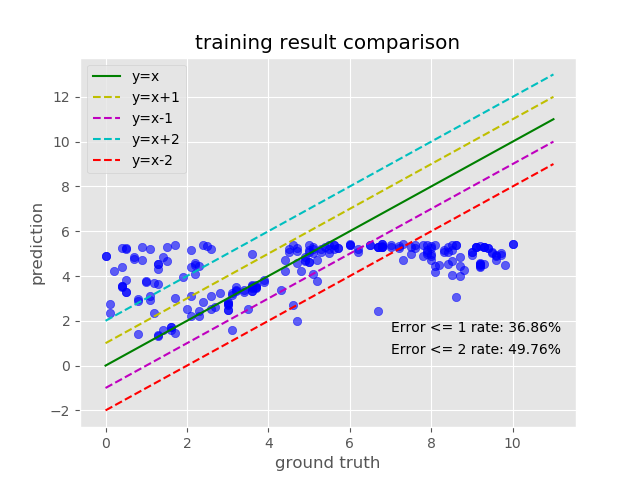 training result comparison
y=x
y=x+1
y=x-1
y=x+2
y=x-2
12
10
8
6
4
2
0
−2
prediction
Error <= 1 rate: 36.86%
Error <= 2 rate: 49.76%
0 2 4 6 8 10
ground truth